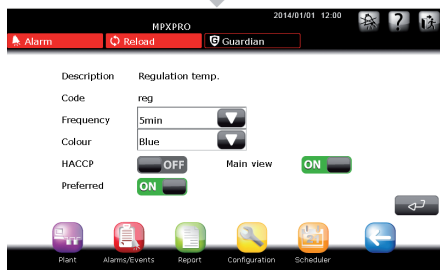 MPXPRO
2014/01/01 12:00
?
Alarm
Reload
G Guardian
Description Regulation temp.
Code reg
Frequency 5min
Colour Blue
HACCP OFF Main view ON
Preferred ON
Plant Alarms/Events Report Configuration Scheduler